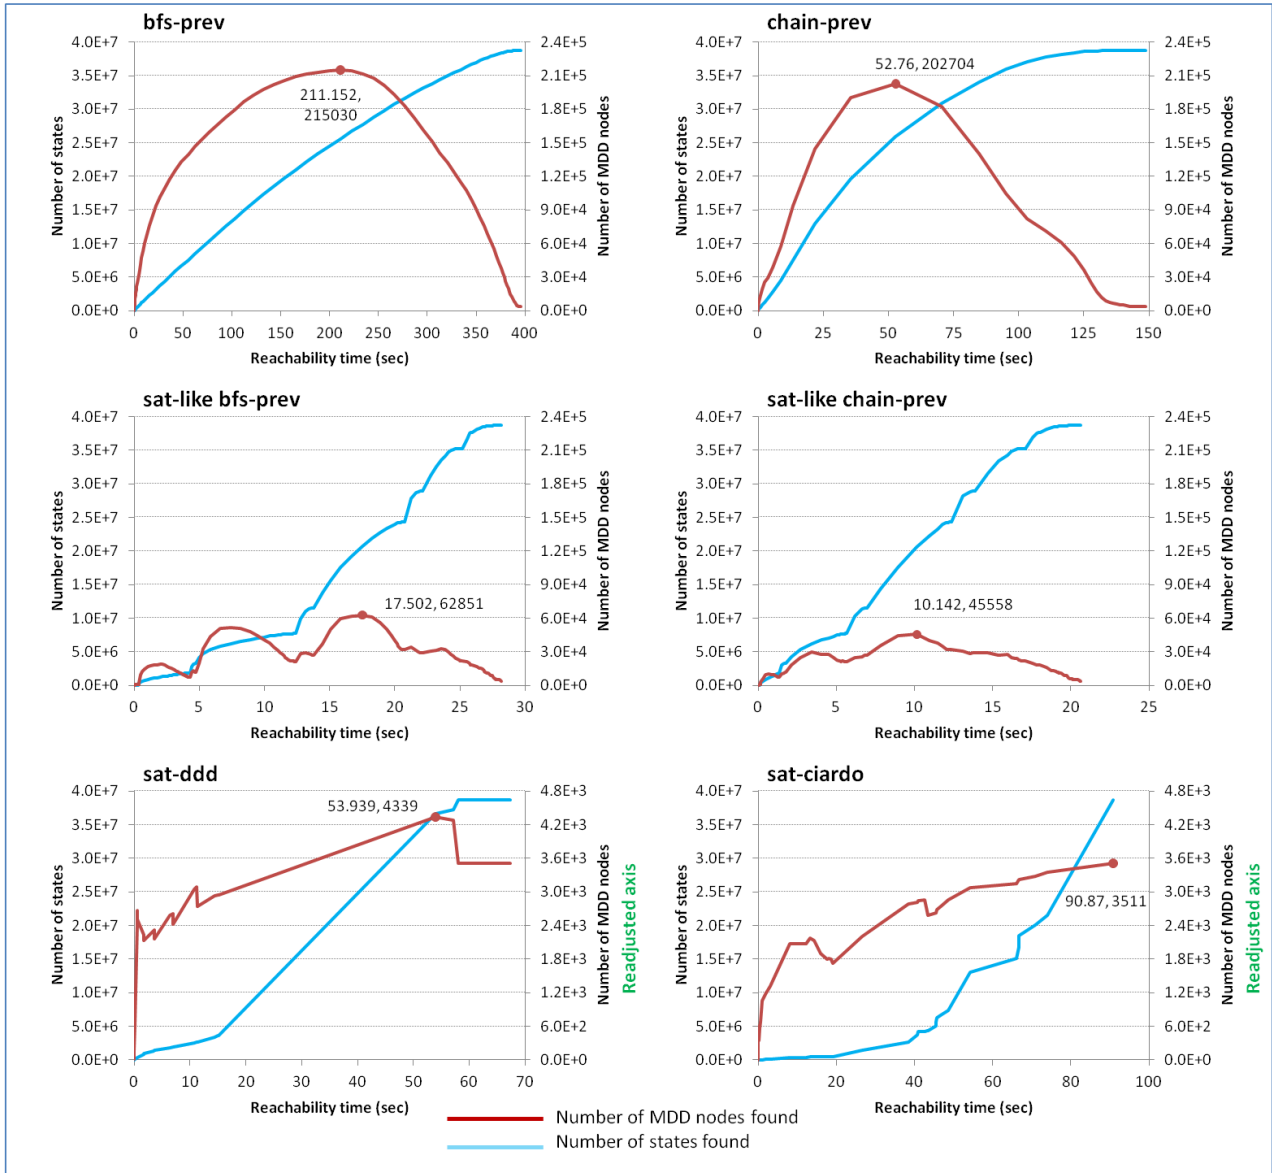 bfs-prev
4.0E+7
3.5E+7
3.0E+7
2.5E+7
2.0E+7
1.5E+7
1.0E+7
5.0E+6
0.0E+0
Number of states
2.4E+5
2.1E+5
1.8E+5
1.5E+5
1.2E+5
9.0E+4
6.0E+4
3.0E+4
0.0E+0
Number of MDD nodes
211.152,
215030
0 50 100 150 200 250 300 350 400
Reachability time (sec)
chain-prev
4.0E+7
3.5E+7
3.0E+7
2.5E+7
2.0E+7
1.5E+7
1.0E+7
5.0E+6
0.0E+0
Number of states
2.4E+5
2.1E+5
1.8E+5
1.5E+5
1.2E+5
9.0E+4
6.0E+4
3.0E+4
0.0E+0
Number of MDD nodes
52.76, 202704
0 25 50 75 100 125 150
Reachability time (sec)
sat-like bfs-prev
4.0E+7
3.5E+7
3.0E+7
2.5E+7
2.0E+7
1.5E+7
1.0E+7
5.0E+6
0.0E+0
Number of states
2.4E+5
2.1E+5
1.8E+5
1.5E+5
1.2E+5
9.0E+4
6.0E+4
3.0E+4
0.0E+0
Number of MDD nodes
17.502, 62851
0 5 10 15 20 25 30
Reachability time (sec)
sat-like chain-prev
4.0E+7
3.5E+7
3.0E+7
2.5E+7
2.0E+7
1.5E+7
1.0E+7
5.0E+6
0.0E+0
Number of states
2.4E+5
2.1E+5
1.8E+5
1.5E+5
1.2E+5
9.0E+4
6.0E+4
3.0E+4
0.0E+0
Number of MDD nodes
10.142, 45558
0 5 10 15 20 25
Reachability time (sec)
sat-ddd
4.0E+7
3.5E+7
3.0E+7
2.5E+7
2.0E+7
1.5E+7
1.0E+7
5.0E+6
0.0E+0
Number of states
4.8E+3
4.2E+3
3.6E+3
3.0E+3
2.4E+3
1.8E+3
1.2E+3
6.0E+2
0.0E+0
Number of MDD nodes
Readjusted axis
53.939, 4339
0 10 20 30 40 50 60 70
Reachability time (sec)
sat-ciardo
4.0E+7
3.5E+7
3.0E+7
2.5E+7
2.0E+7
1.5E+7
1.0E+7
5.0E+6
0.0E+0
Number of states
4.8E+3
4.2E+3
3.6E+3
3.0E+3
2.4E+3
1.8E+3
1.2E+3
6.0E+2
0.0E+0
Number of MDD nodes
Readjusted axis
90.87, 3511
0 20 40 60 80 100
Reachability time (sec)
Number of MDD nodes found
Number of states found